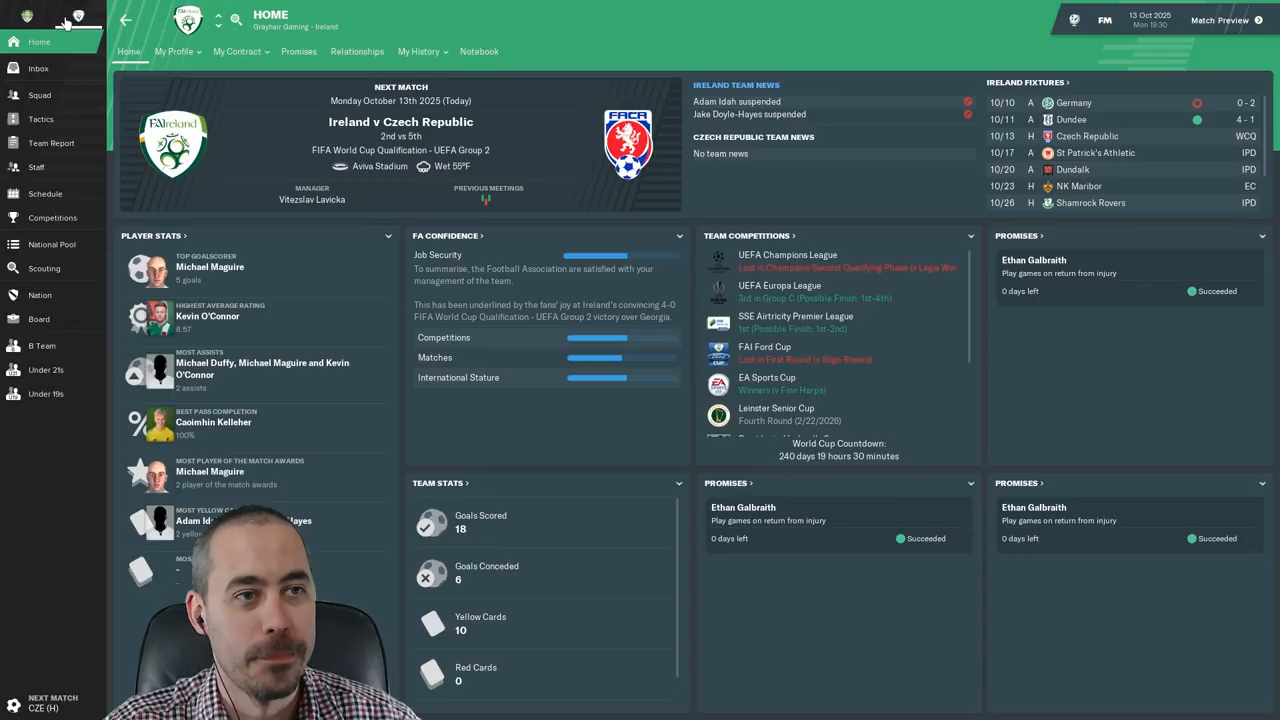 HOME
Grayhair Gaming - Ireland
FM
13 Oct 2025
Mon 19:30
Match Preview
Home
My Profile
My Contract
Promises
Relationships
My History
Notebook
Home
Inbox
Squad
Tactics
Team Report
Staff
Schedule
Competitions
National Pool
Scouting
Nation
Board
B Team
Under 21s
Under 19s
NEXT MATCH
CZE (H)
NEXT MATCH
Monday October 13th 2025 (Today)
Ireland v Czech Republic
2nd vs 5th
FIFA World Cup Qualification - UEFA Group 2
Aviva Stadium
Wet 55°F
MANAGER
Vitezslav Lavicka
PREVIOUS MEETINGS
FAIreland
FACR
IRELAND TEAM NEWS
Adam Idah suspended
Jake Doyle-Hayes suspended
CZECH REPUBLIC TEAM NEWS
No team news
IRELAND FIXTURES >
10/10 A Germany 0 - 2
10/11 A Dundee 4 - 1
10/13 H Czech Republic WCQ
10/17 A St Patrick's Athletic IPD
10/20 A Dundalk IPD
10/23 H NK Maribor EC
10/26 H Shamrock Rovers IPD
PLAYER STATS >
TOP GOALSCORER
Michael Maguire
5 goals
HIGHEST AVERAGE RATING
Kevin O'Connor
8.57
MOST ASSISTS
Michael Duffy, Michael Maguire and Kevin
O'Connor
2 assists
BEST PASS COMPLETION
Caoimhin Kelleher
100%
MOST PLAYER OF THE MATCH AWARDS
Michael Maguire
2 player of the match awards
MOST YELLOW
Adam
Hayes
2 yellow
MOS
-
-
FA CONFIDENCE >
Job Security
To summarise, the Football Association are satisfied with your
management of the team.
This has been underlined by the fans' joy at Ireland's convincing 4-0
FIFA World Cup Qualification - UEFA Group 2 victory over Georgia.
Competitions
Matches
International Stature
TEAM COMPETITIONS >
UEFA Champions League
Lost in Champions Second Qualifying Phase (v Legia War
UEFA Europa League
3rd in Group C (Possible Finish: 1st-4th)
SSE Airtricity Premier League
1st (Possible Finish: 1st-2nd)
FAI Ford Cup
Lost in First Round (v Sligo Rovers)
EA Sports Cup
Winners (v Finn Harps)
Leinster Senior Cup
Fourth Round (2/22/2026)
World Cup Countdown:
240 days 19 hours 30 minutes
PROMISES >
Ethan Galbraith
Play games on return from injury
0 days left
Succeeded
TEAM STATS >
Goals Scored
18
Goals Conceded
6
Yellow Cards
10
Red Cards
0
PROMISES >
Ethan Galbraith
Play games on return from injury
0 days left
Succeeded
PROMISES >
Ethan Galbraith
Play games on return from injury
0 days left
Succeeded